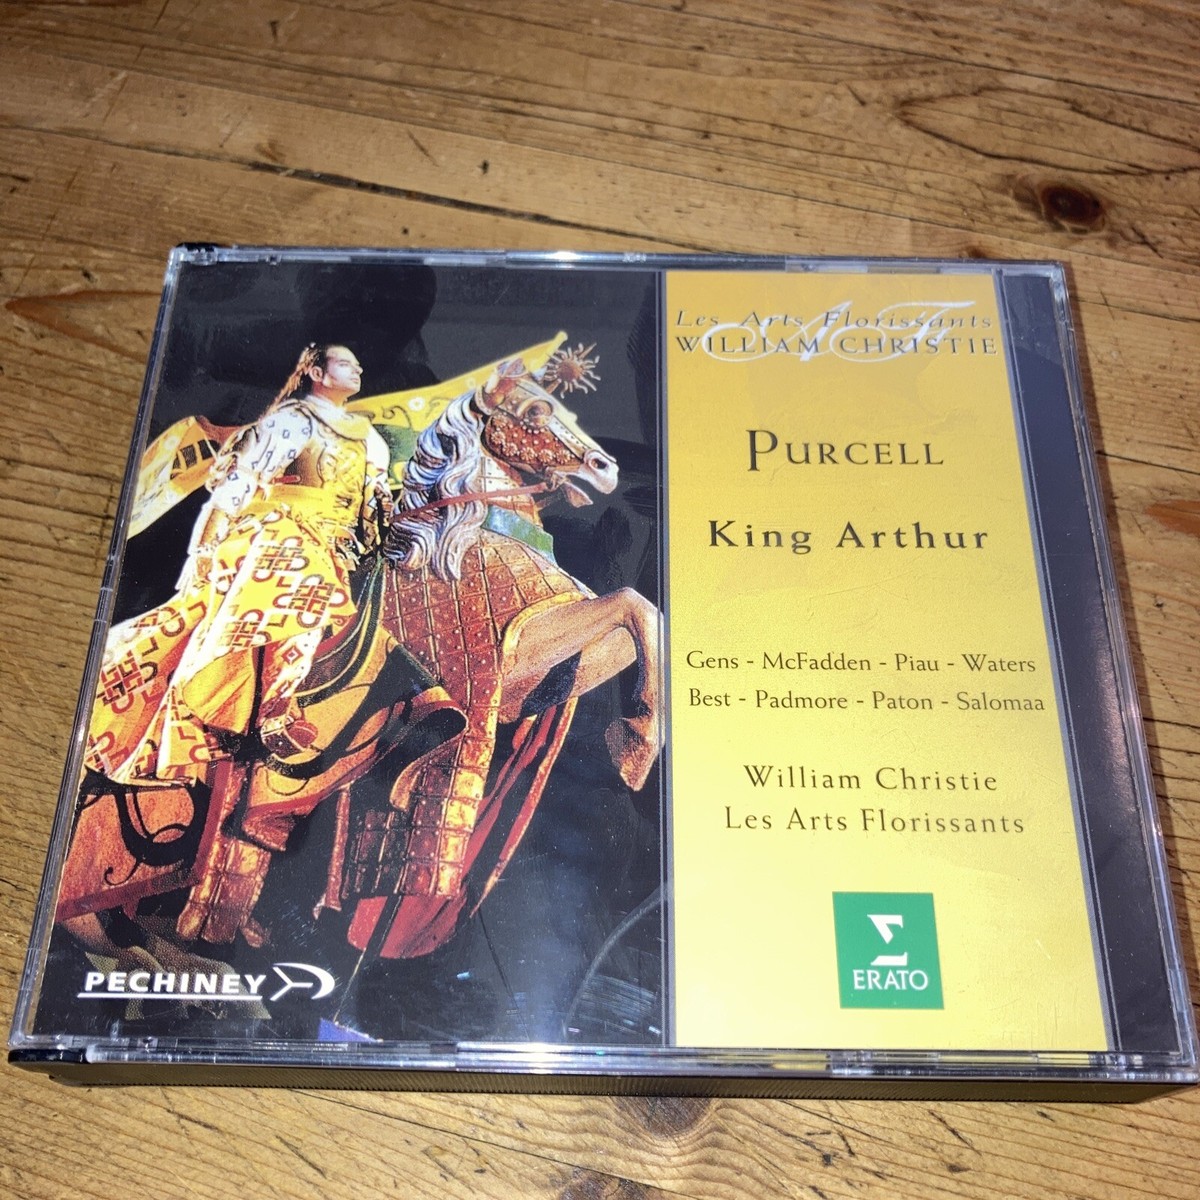 Les Arts Florissants
WILLIAM CHRISTIE
PURCELL
King Arthur
Gens - McFadden - Piau - Waters
Best - Padmore - Paton - Salomaa
William Christie
Les Arts Florissants
ERATO
PECHINEY